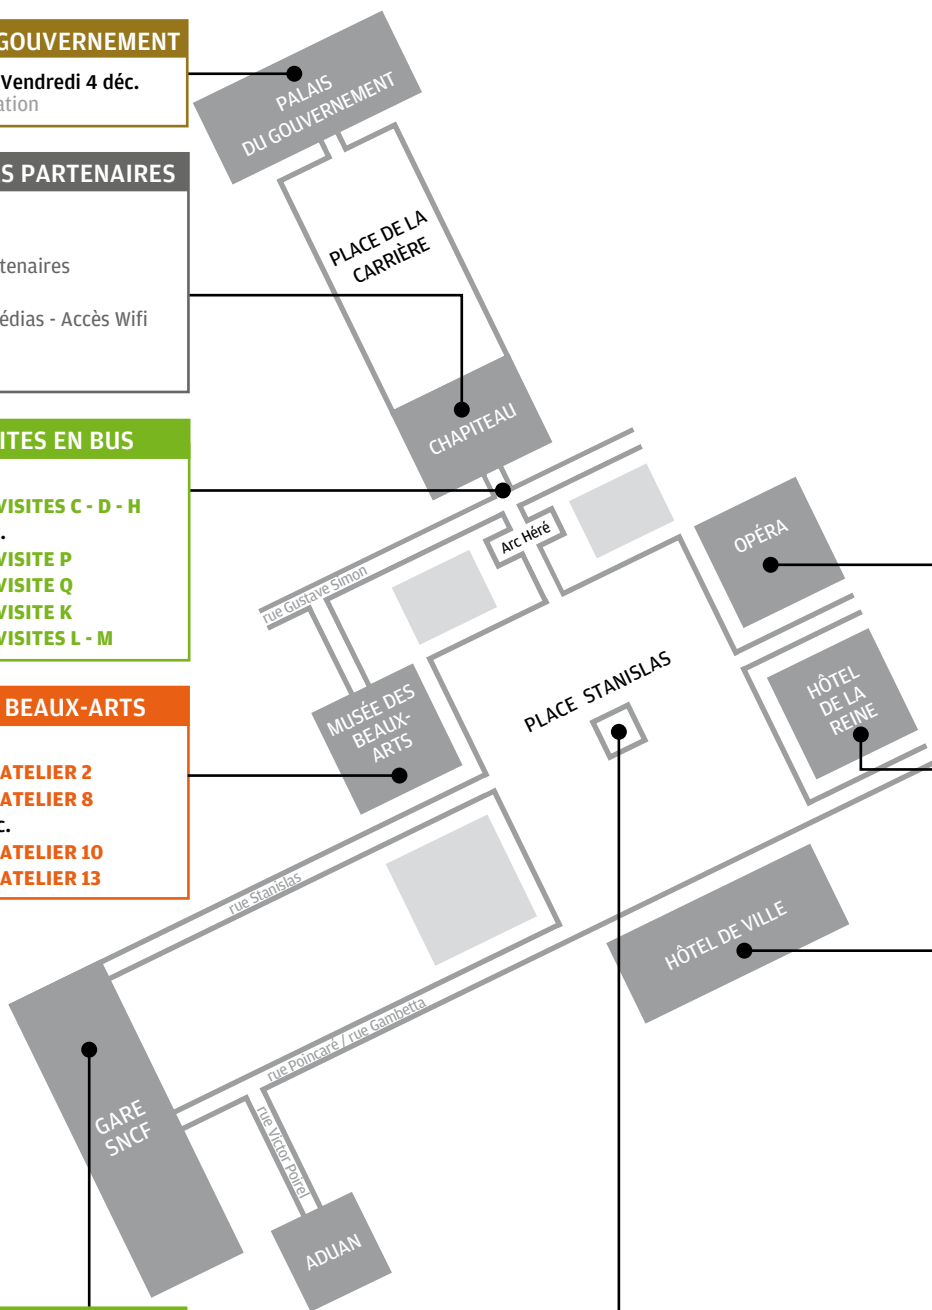 GOUVERNEMENT
Vendredi 4 déc.
ation
S PARTENAIRES
tenaires
édias - Accès Wifi
ITES EN BUS
VISITES C - D - H
.
VISITE P
VISITE Q
VISITE K
VISITES L - M
BEAUX-ARTS
ATELIER 2
ATELIER 8
c.
ATELIER 10
ATELIER 13
PALAIS
DU GOUVERNEMENT
PLACE DE LA
CARRIÈRE
CHAPITEAU
Arc Héré
rue Gustave Simon
OPÉRA
HÔTEL
DE LA
REINE
PLACE STANISLAS
MUSÉE DES
BEAUX-
ARTS
rue Stanislas
HÔTEL DE VILLE
rue Poincaré / rue Gambetta
GARE
SNCF
rue Victor Poirel
ADUAN